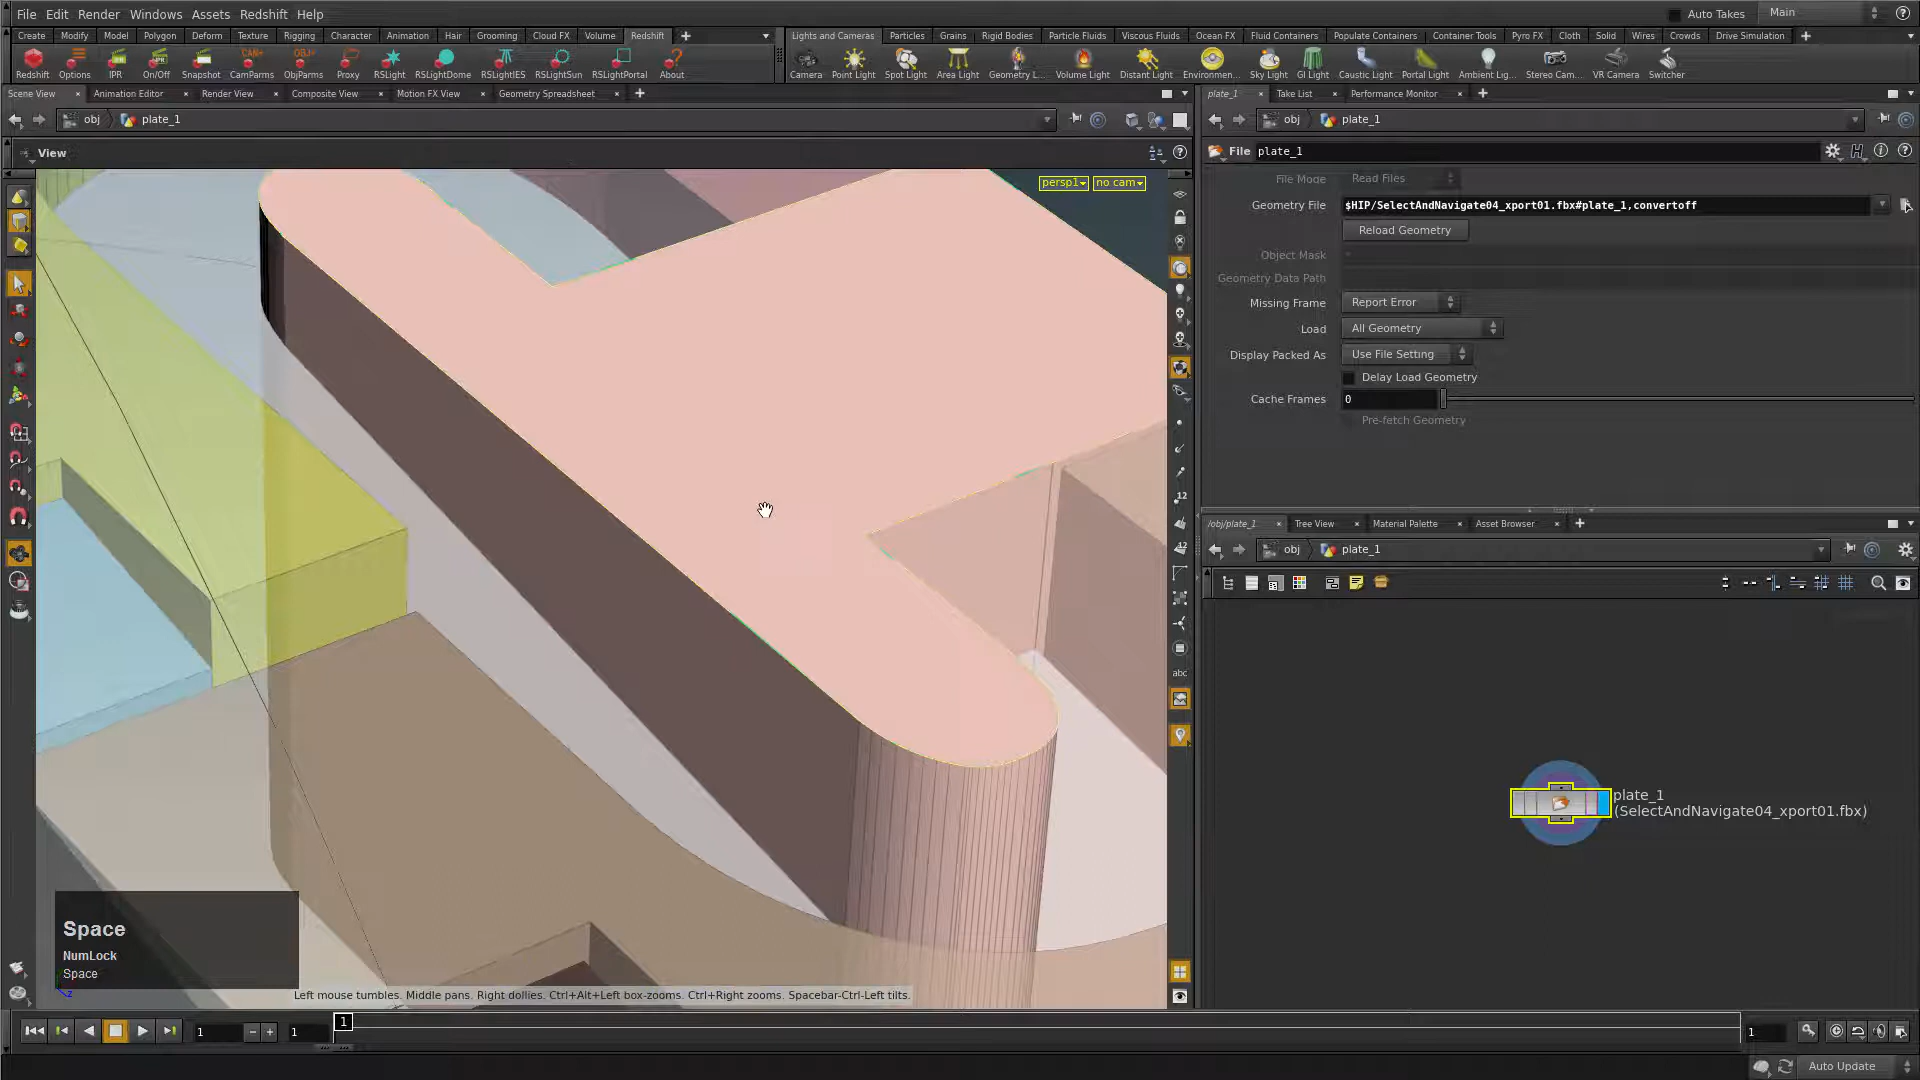 File Edit Render Windows Assets Redshift Help
Auto Takes Main
Create Modify Model Polygon Deform Texture Rigging Character Animation Hair Grooming Cloud FX Volume Redshift
Lights and Cameras Particles Grains Rigid Bodies Particle Fluids Viscous Fluids Ocean FX Fluid Containers Populate Containers Container Tools Pyro FX Cloth Solid Wires Crowds Drive Simulation
Redshift Options IPR On/Off Snapshot CamParms ObjParms Proxy RSLight RSLightDome RSLightIES RSLightSun RSLightPortal About
Camera Point Light Spot Light Area Light Geometry L... Volume Light Distant Light Environmen... Sky Light GI Light Caustic Light Portal Light Ambient Lig... Stereo Cam... VR Camera Switcher
Scene View Animation Editor Render View Composite View Motion FX View Geometry Spreadsheet
plate_1 Take List Performance Monitor
obj plate_1
obj plate_1
View
File plate_1
persp1 no cam
File Mode Read Files
Geometry File $HIP/SelectAndNavigate04_xport01.fbx#plate_1,convertoff
Reload Geometry
Object Mask *
Geometry Data Path
Missing Frame Report Error
Load All Geometry
Display Packed As Use File Setting
Delay Load Geometry
Cache Frames 0
Pre-fetch Geometry
12
12
abc
/obj/plate_1 Tree View Material Palette Asset Browser
obj plate_1
plate_1
(SelectAndNavigate04_xport01.fbx)
Space
NumLock
Space
z
Left mouse tumbles. Middle pans. Right dollies. Ctrl+Alt+Left box-zooms. Ctrl+Right zooms. Spacebar-Ctrl-Left tilts.
1 1 1 1
Auto Update